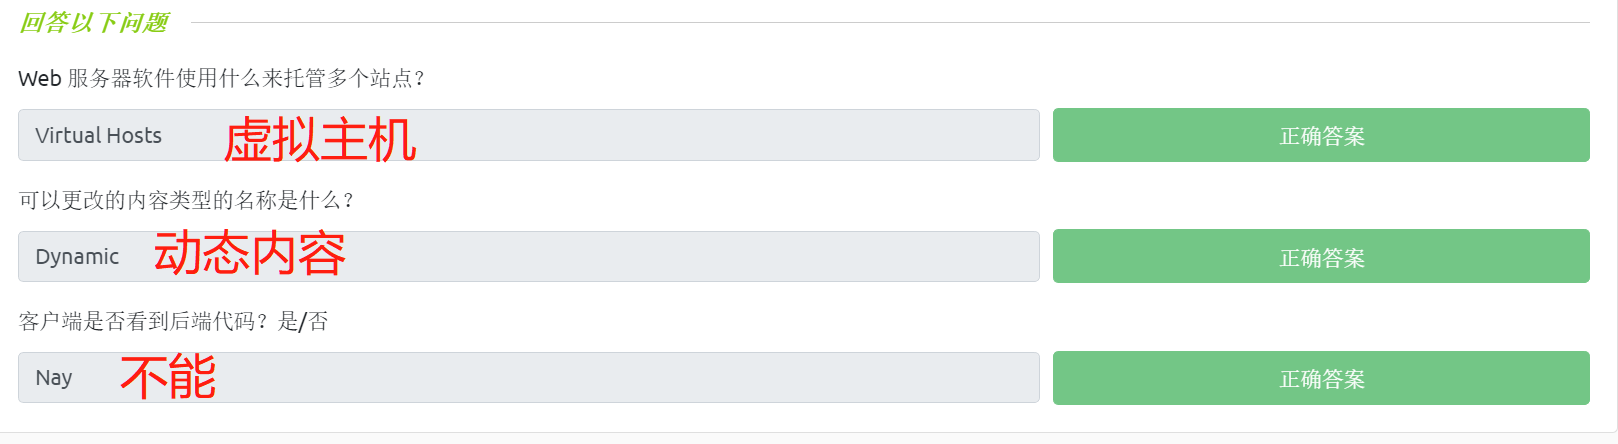 回答以下问题
Web 服务器软件使用什么来托管多个站点？
Virtual Hosts 虚拟主机 正确答案
可以更改的内容类型的名称是什么？
Dynamic 动态内容 正确答案
客户端是否看到后端代码？是/否
Nay 不能 正确答案